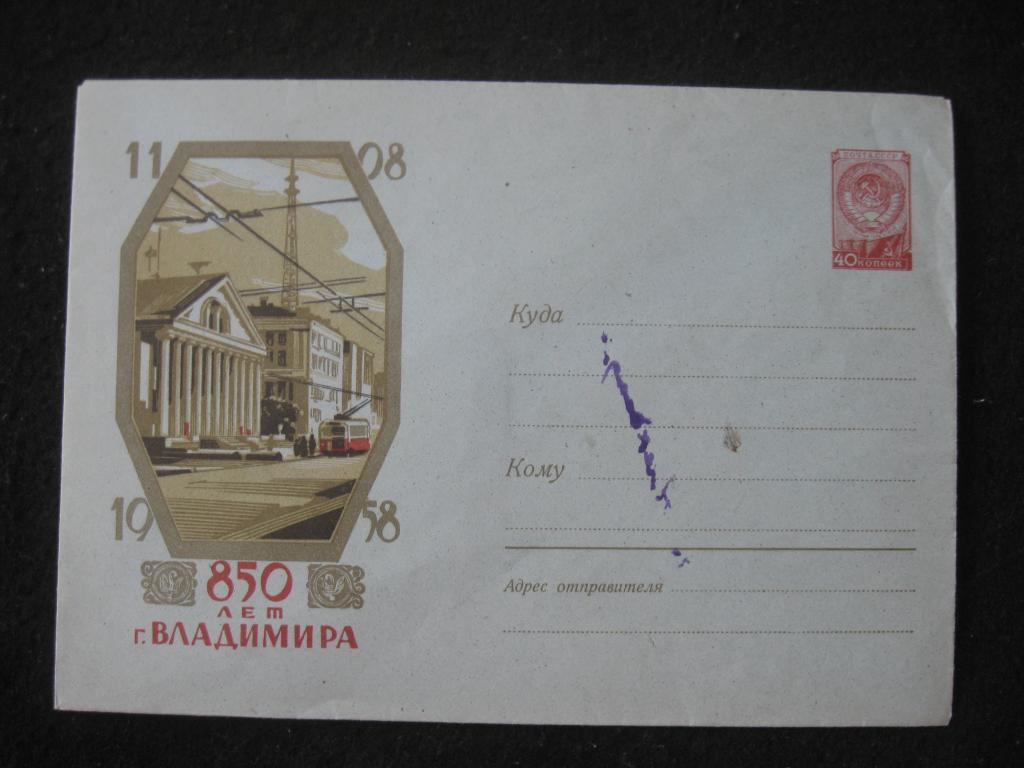 11 08
19 58
850
ЛЕТ
г. ВЛАДИМИРА
ПОЧТА СССР
40 КОПЕЕК
Куда
Кому
Адрес отправителя